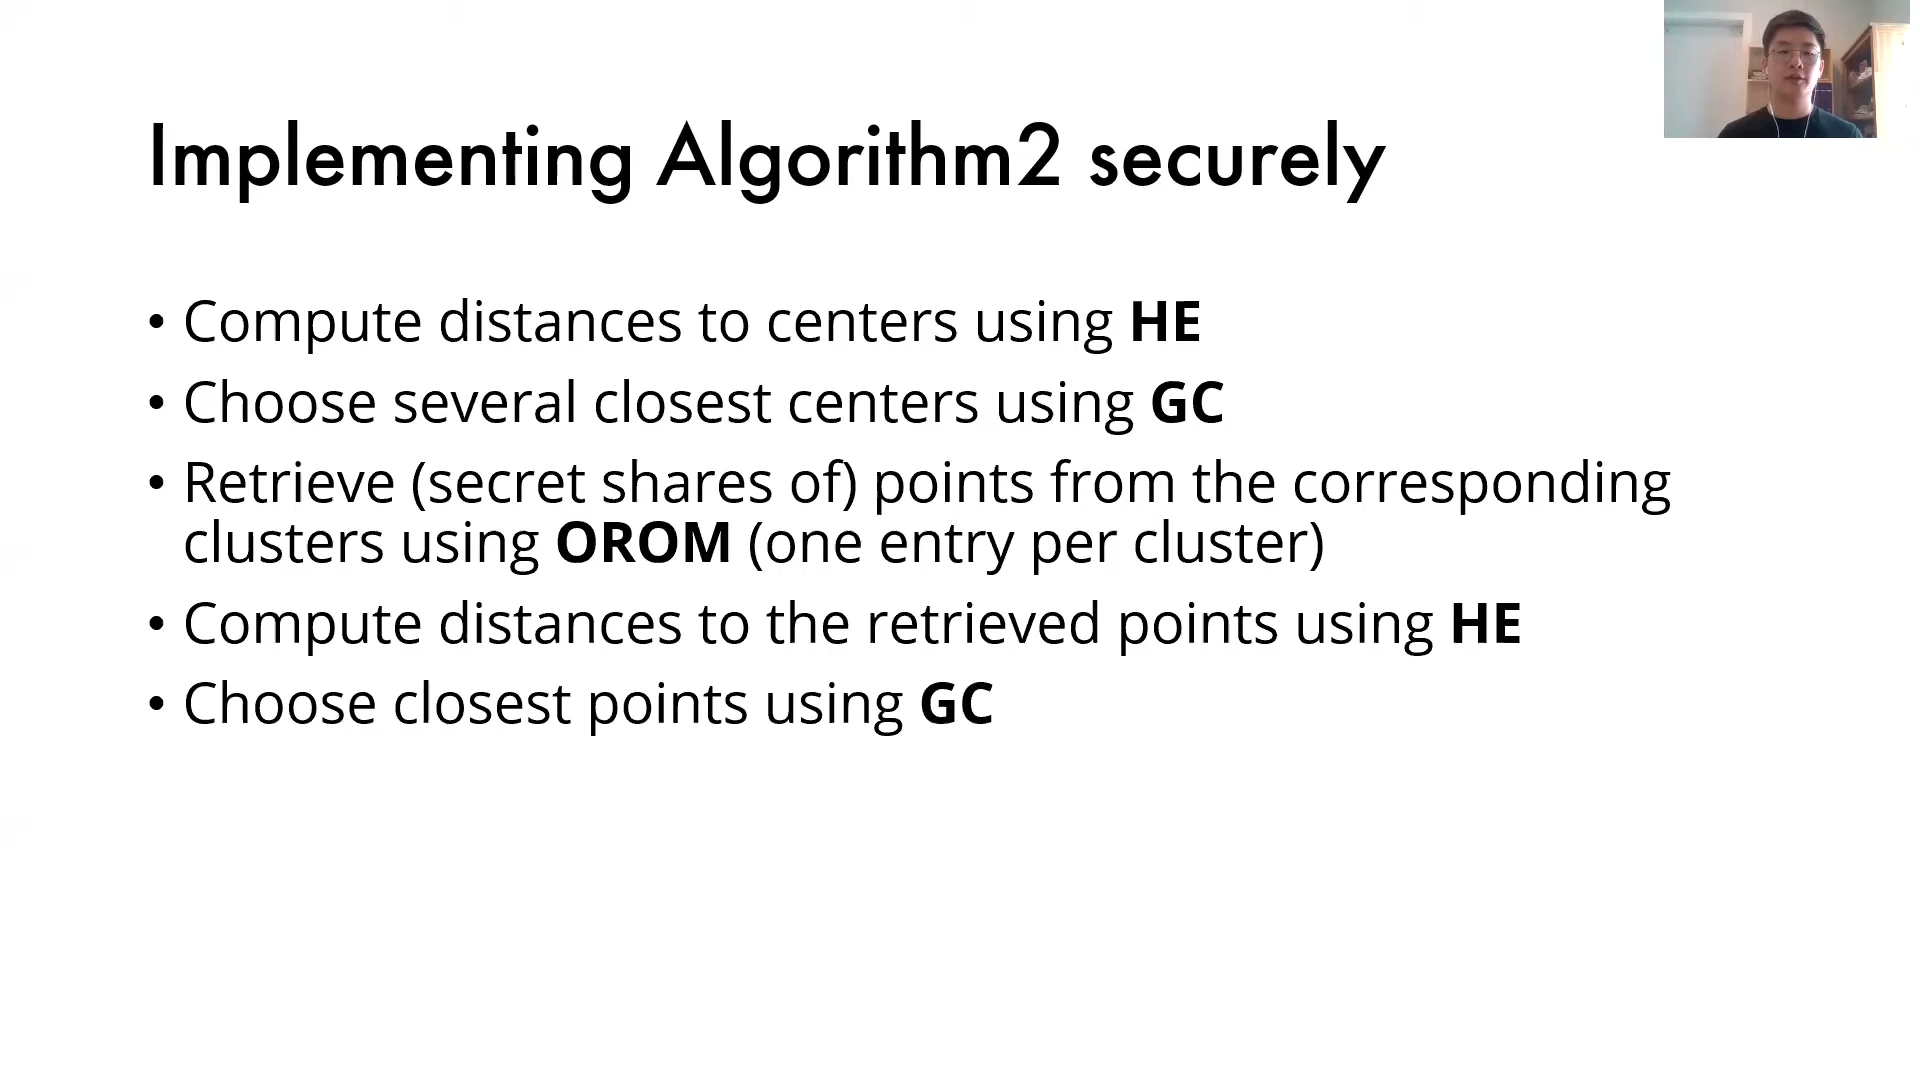 Implementing Algorithm2 securely
• Compute distances to centers using HE
• Choose several closest centers using GC
• Retrieve (secret shares of) points from the corresponding
clusters using OROM (one entry per cluster)
• Compute distances to the retrieved points using HE
• Choose closest points using GC